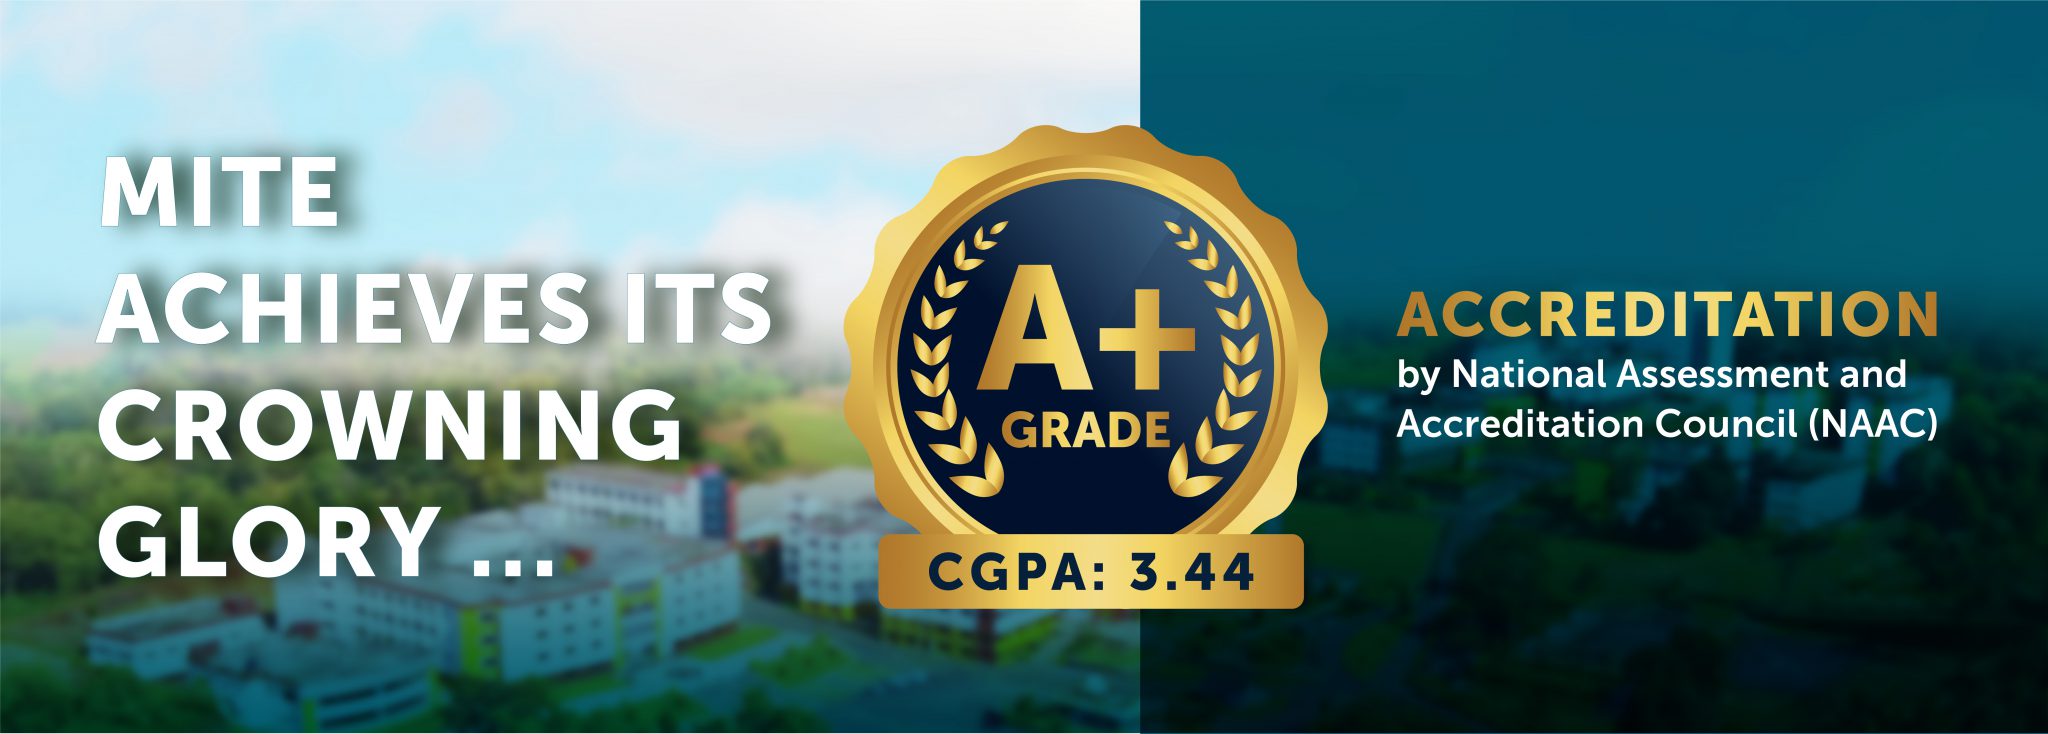 MITE
ACHIEVES ITS
CROWNING
GLORY ...
A+
GRADE
CGPA: 3.44
ACCREDITATION
by National Assessment and
Accreditation Council (NAAC)